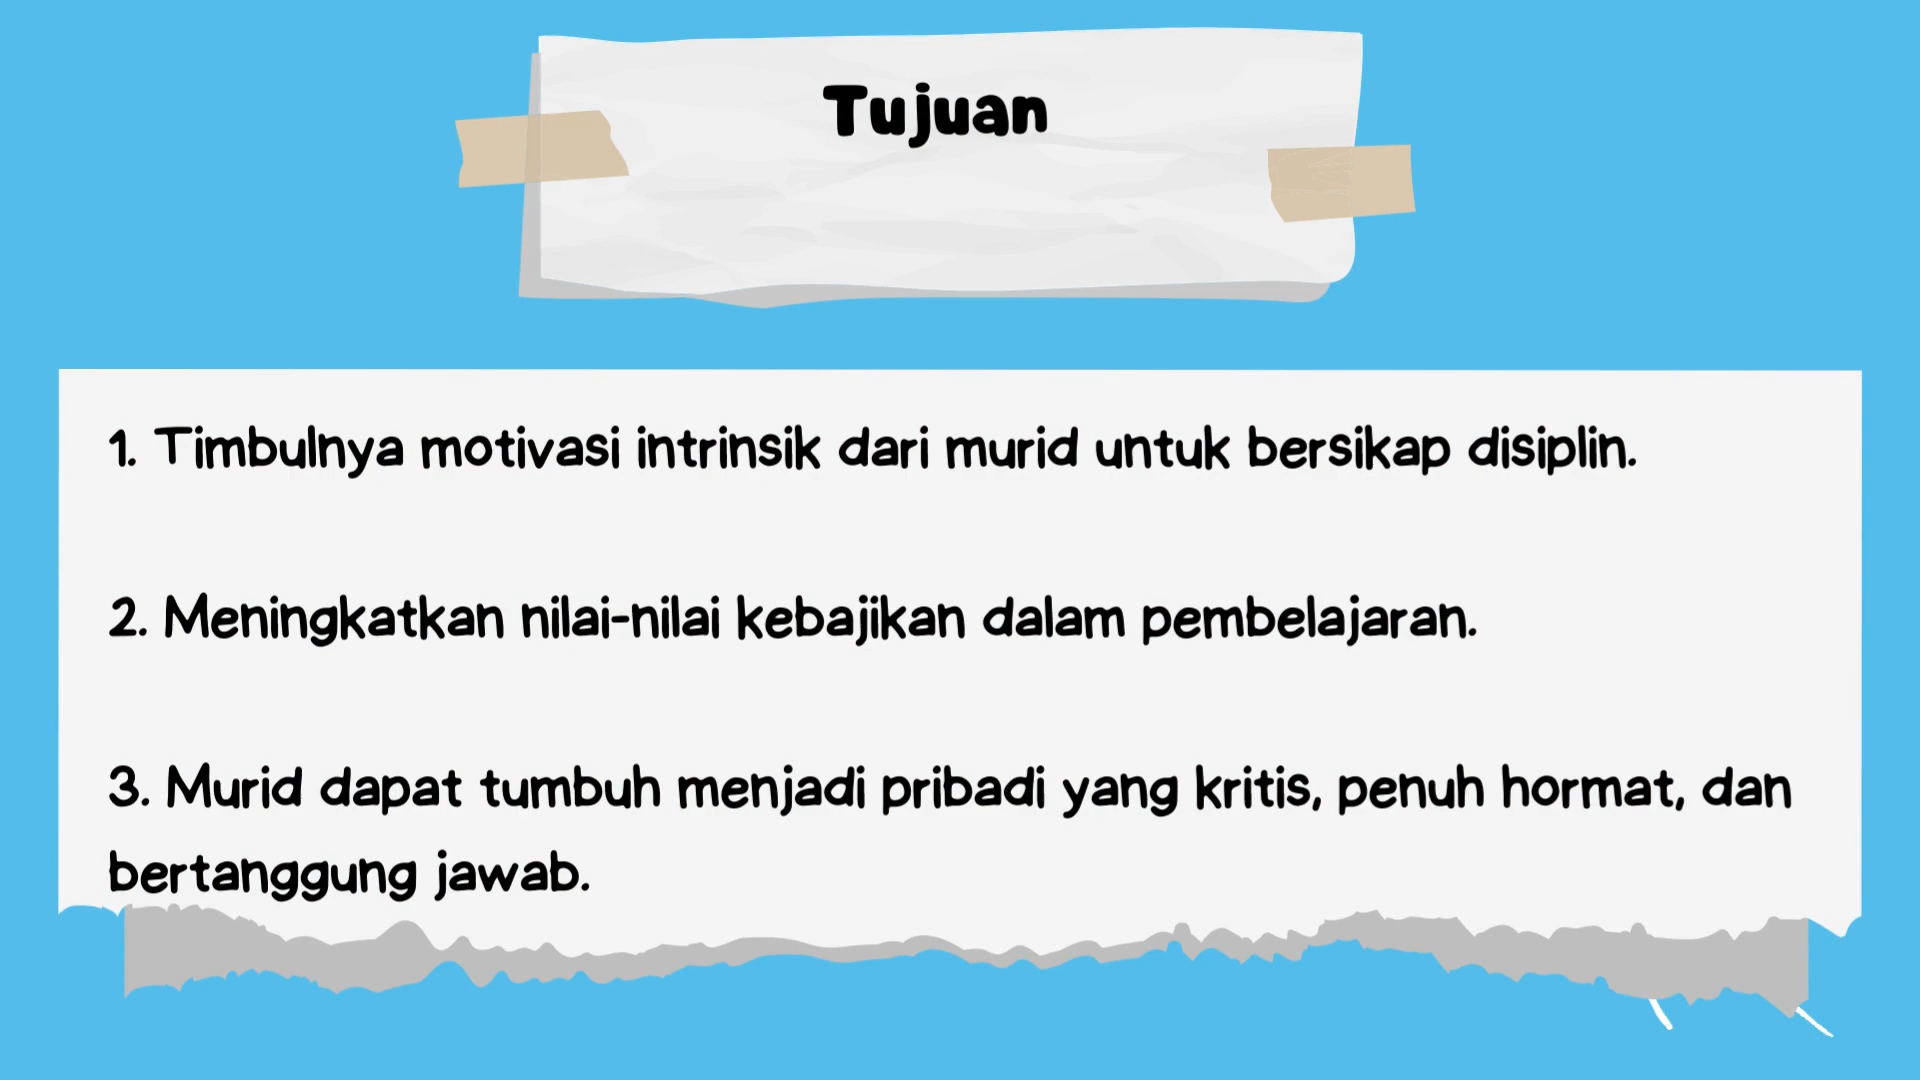 Tujuan
1. Timbulnya motivasi intrinsik dari murid untuk bersikap disiplin.
2. Meningkatkan nilai-nilai kebajikan dalam pembelajaran.
3. Murid dapat tumbuh menjadi pribadi yang kritis, penuh hormat, dan
bertanggung jawab.